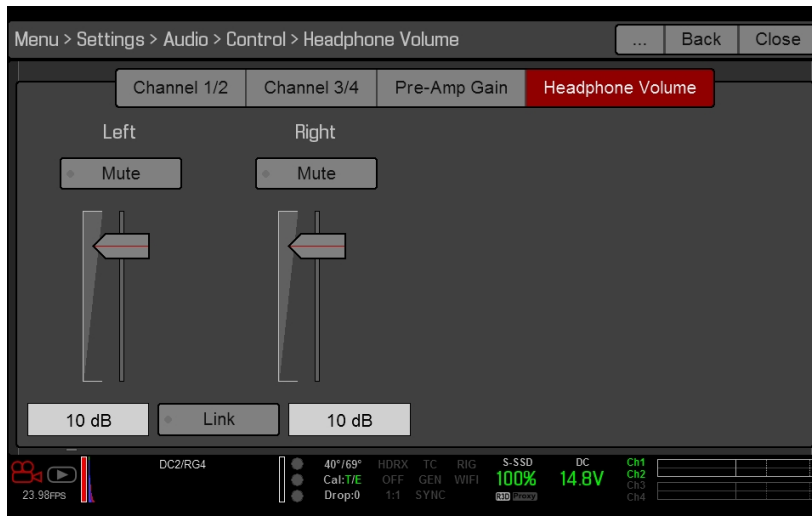 Menu > Settings > Audio > Control > Headphone Volume
... Back Close
Channel 1/2 Channel 3/4 Pre-Amp Gain Headphone Volume
Left Right
Mute Mute
10 dB Link 10 dB
DC2/RG4 40°/69° HDRX TC RIG S-SSD DC Ch1
Cal:T/E OFF GEN WIFI 100% 14.8V Ch2
23.98FPS Drop:0 1:1 SYNC R3D Proxy Ch3
Ch4